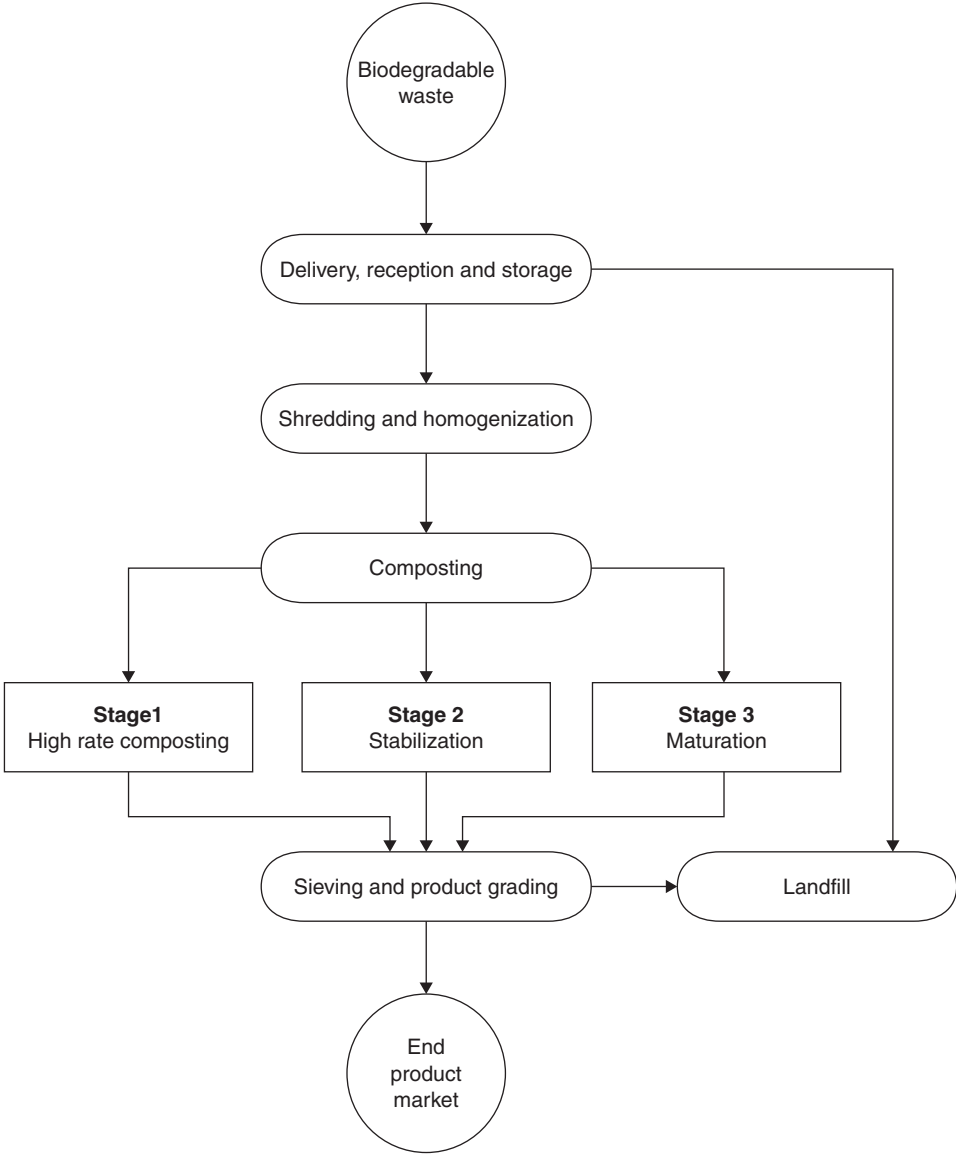 Biodegradable
waste
Delivery, reception and storage
Shredding and homogenization
Composting
Stage1
High rate composting
Stage 2
Stabilization
Stage 3
Maturation
Sieving and product grading
Landfill
End
product
market